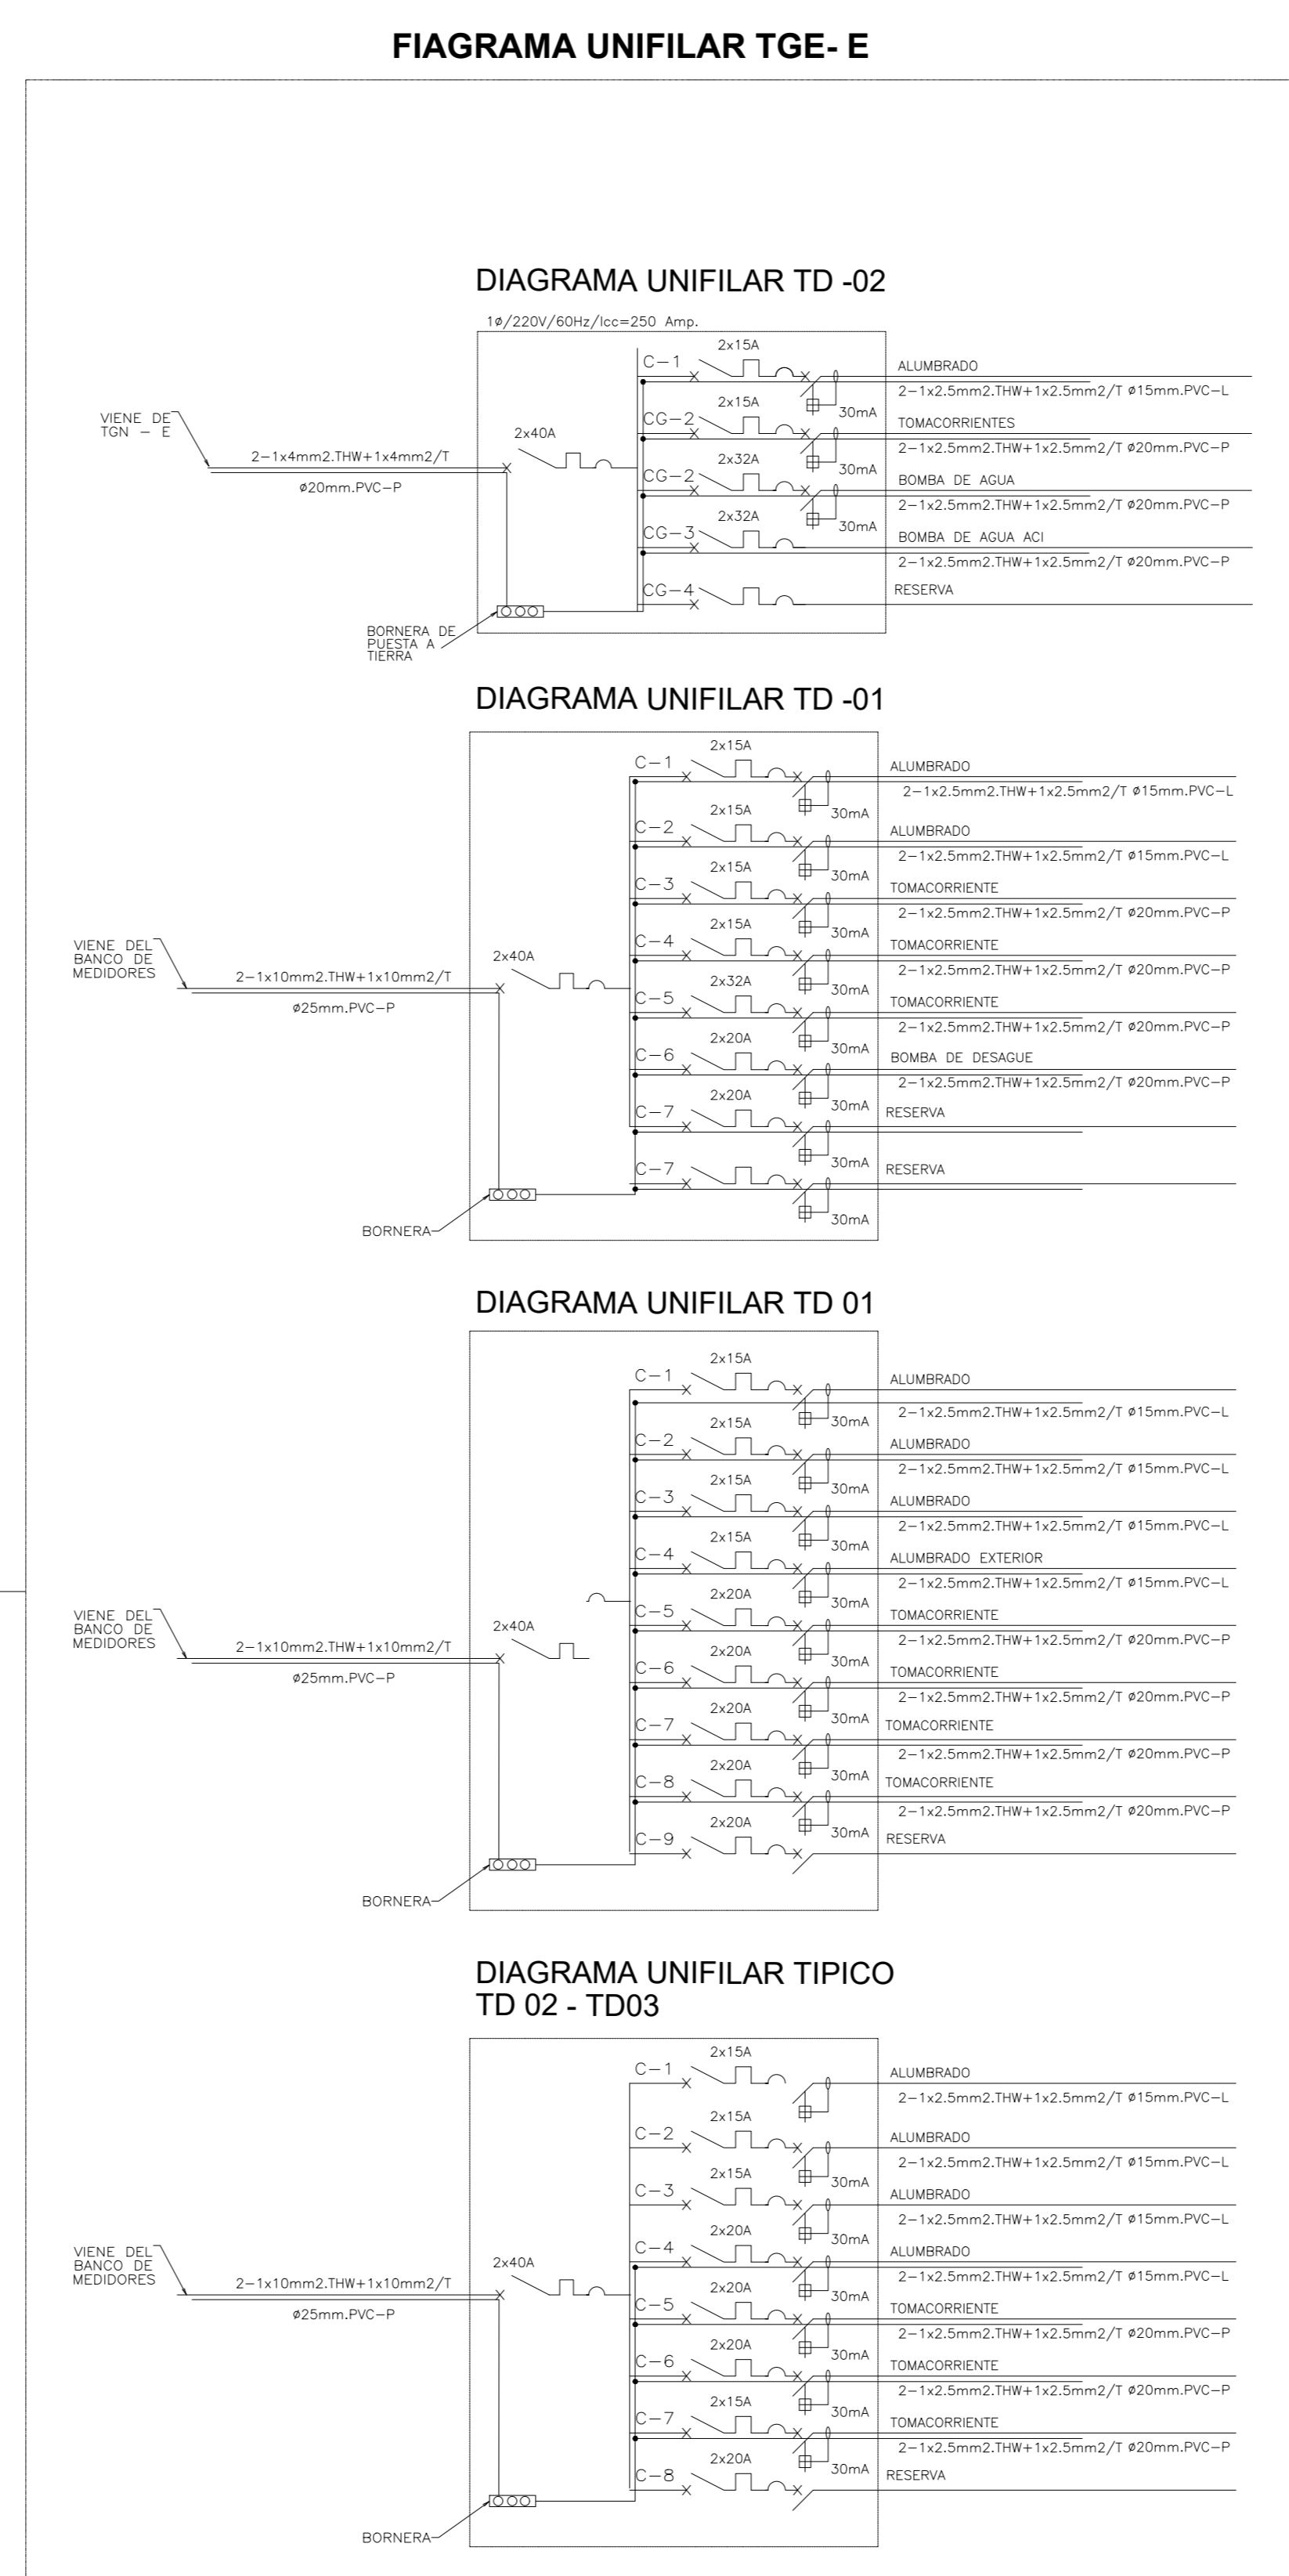 FIAGRAMA UNIFILAR TGE- E
DIAGRAMA UNIFILAR TD -02
1ø/220V/60Hz/Icc=250 Amp.
VIENE DE
TGN - E
2-1x4mm2.THW+1x4mm2/T
ø20mm.PVC-P
2x40A
BORNERA DE
PUESTA A
TIERRA
C-1
2x15A
30mA
ALUMBRADO
2-1x2.5mm2.THW+1x2.5mm2/T ø15mm.PVC-L
CG-2
2x15A
30mA
TOMACORRIENTES
2-1x2.5mm2.THW+1x2.5mm2/T ø20mm.PVC-P
CG-2
2x32A
30mA
BOMBA DE AGUA
2-1x2.5mm2.THW+1x2.5mm2/T ø20mm.PVC-P
CG-3
2x32A
BOMBA DE AGUA ACI
2-1x2.5mm2.THW+1x2.5mm2/T ø20mm.PVC-P
CG-4
RESERVA
DIAGRAMA UNIFILAR TD -01
VIENE DEL
BANCO DE
MEDIDORES
2-1x10mm2.THW+1x10mm2/T
ø25mm.PVC-P
2x40A
BORNERA
C-1
2x15A
30mA
ALUMBRADO
2-1x2.5mm2.THW+1x2.5mm2/T ø15mm.PVC-L
C-2
2x15A
30mA
ALUMBRADO
2-1x2.5mm2.THW+1x2.5mm2/T ø15mm.PVC-L
C-3
2x15A
30mA
TOMACORRIENTE
2-1x2.5mm2.THW+1x2.5mm2/T ø20mm.PVC-P
C-4
2x15A
30mA
TOMACORRIENTE
2-1x2.5mm2.THW+1x2.5mm2/T ø20mm.PVC-P
C-5
2x32A
30mA
TOMACORRIENTE
2-1x2.5mm2.THW+1x2.5mm2/T ø20mm.PVC-P
C-6
2x20A
30mA
BOMBA DE DESAGUE
2-1x2.5mm2.THW+1x2.5mm2/T ø20mm.PVC-P
C-7
2x20A
30mA
RESERVA
C-7
30mA
RESERVA
DIAGRAMA UNIFILAR TD 01
VIENE DEL
BANCO DE
MEDIDORES
2-1x10mm2.THW+1x10mm2/T
ø25mm.PVC-P
2x40A
BORNERA
C-1
2x15A
30mA
ALUMBRADO
2-1x2.5mm2.THW+1x2.5mm2/T ø15mm.PVC-L
C-2
2x15A
30mA
ALUMBRADO
2-1x2.5mm2.THW+1x2.5mm2/T ø15mm.PVC-L
C-3
2x15A
30mA
ALUMBRADO
2-1x2.5mm2.THW+1x2.5mm2/T ø15mm.PVC-L
C-4
2x15A
30mA
ALUMBRADO EXTERIOR
2-1x2.5mm2.THW+1x2.5mm2/T ø15mm.PVC-L
C-5
2x20A
30mA
TOMACORRIENTE
2-1x2.5mm2.THW+1x2.5mm2/T ø20mm.PVC-P
C-6
2x20A
30mA
TOMACORRIENTE
2-1x2.5mm2.THW+1x2.5mm2/T ø20mm.PVC-P
C-7
2x20A
30mA
TOMACORRIENTE
2-1x2.5mm2.THW+1x2.5mm2/T ø20mm.PVC-P
C-8
2x20A
30mA
TOMACORRIENTE
2-1x2.5mm2.THW+1x2.5mm2/T ø20mm.PVC-P
C-9
2x20A
RESERVA
DIAGRAMA UNIFILAR TIPICO
TD 02 - TD03
VIENE DEL
BANCO DE
MEDIDORES
2-1x10mm2.THW+1x10mm2/T
ø25mm.PVC-P
2x40A
BORNERA
C-1
2x15A
ALUMBRADO
2-1x2.5mm2.THW+1x2.5mm2/T ø15mm.PVC-L
C-2
2x15A
30mA
ALUMBRADO
2-1x2.5mm2.THW+1x2.5mm2/T ø15mm.PVC-L
C-3
2x15A
30mA
ALUMBRADO
2-1x2.5mm2.THW+1x2.5mm2/T ø15mm.PVC-L
C-4
2x20A
30mA
ALUMBRADO
2-1x2.5mm2.THW+1x2.5mm2/T ø15mm.PVC-L
C-5
2x20A
30mA
TOMACORRIENTE
2-1x2.5mm2.THW+1x2.5mm2/T ø20mm.PVC-P
C-6
2x20A
30mA
TOMACORRIENTE
2-1x2.5mm2.THW+1x2.5mm2/T ø20mm.PVC-P
C-7
2x15A
30mA
TOMACORRIENTE
2-1x2.5mm2.THW+1x2.5mm2/T ø20mm.PVC-P
C-8
2x20A
RESERVA